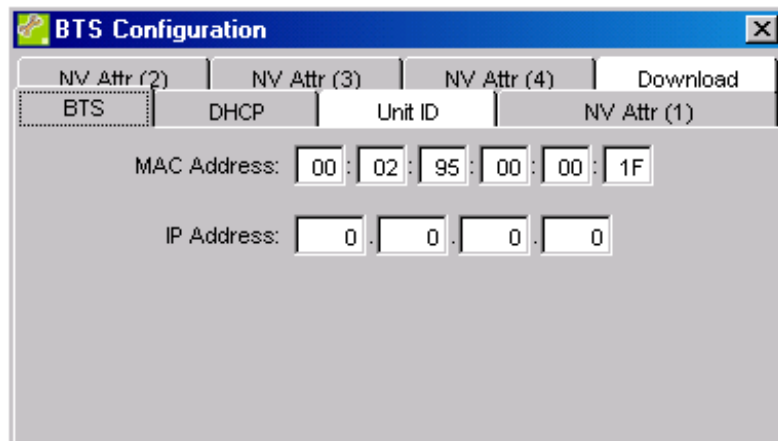 BTS Configuration
NV Attr (2) NV Attr (3) NV Attr (4) Download
BTS DHCP Unit ID NV Attr (1)
MAC Address: 00 : 02 : 95 : 00 : 00 : 1F
IP Address: 0 . 0 . 0 . 0